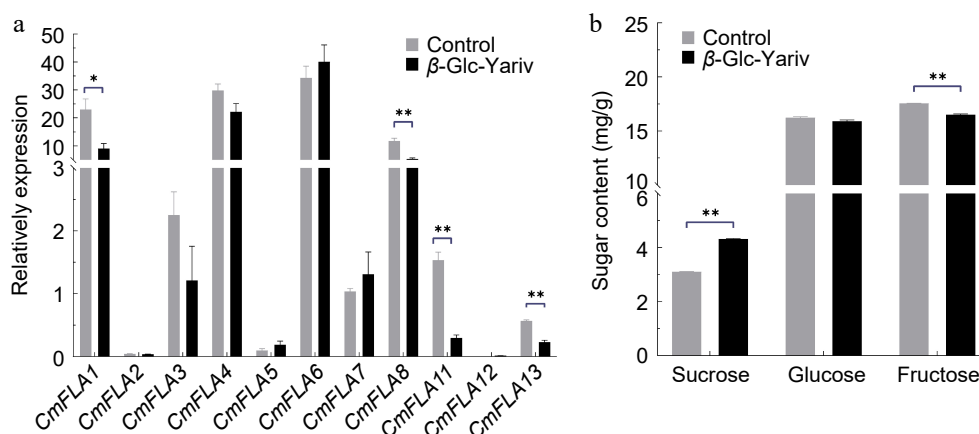 a
Relatively expression
50
40
30
20
10
3
2
1
0
Control
β-Glc-Yariv
*
**
**
**
CmFLA1
CmFLA2
CmFLA3
CmFLA4
CmFLA5
CmFLA6
CmFLA7
CmFLA8
CmFLA11
CmFLA12
CmFLA13
b
Sugar content (mg/g)
25
20
15
10
6
4
2
0
Control
β-Glc-Yariv
**
**
Sucrose Glucose Fructose